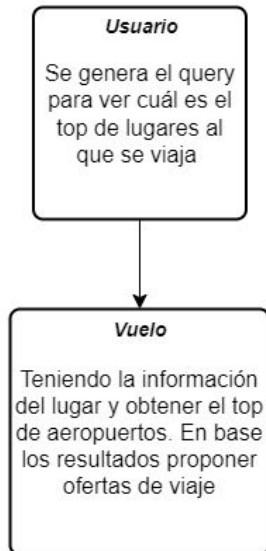 Usuario
Se genera el query
para ver cuál es el
top de lugares al
que se viaja
Vuelo
Teniendo la información
del lugar y obtener el top
de aeropuertos. En base
los resultados proponer
ofertas de viaje